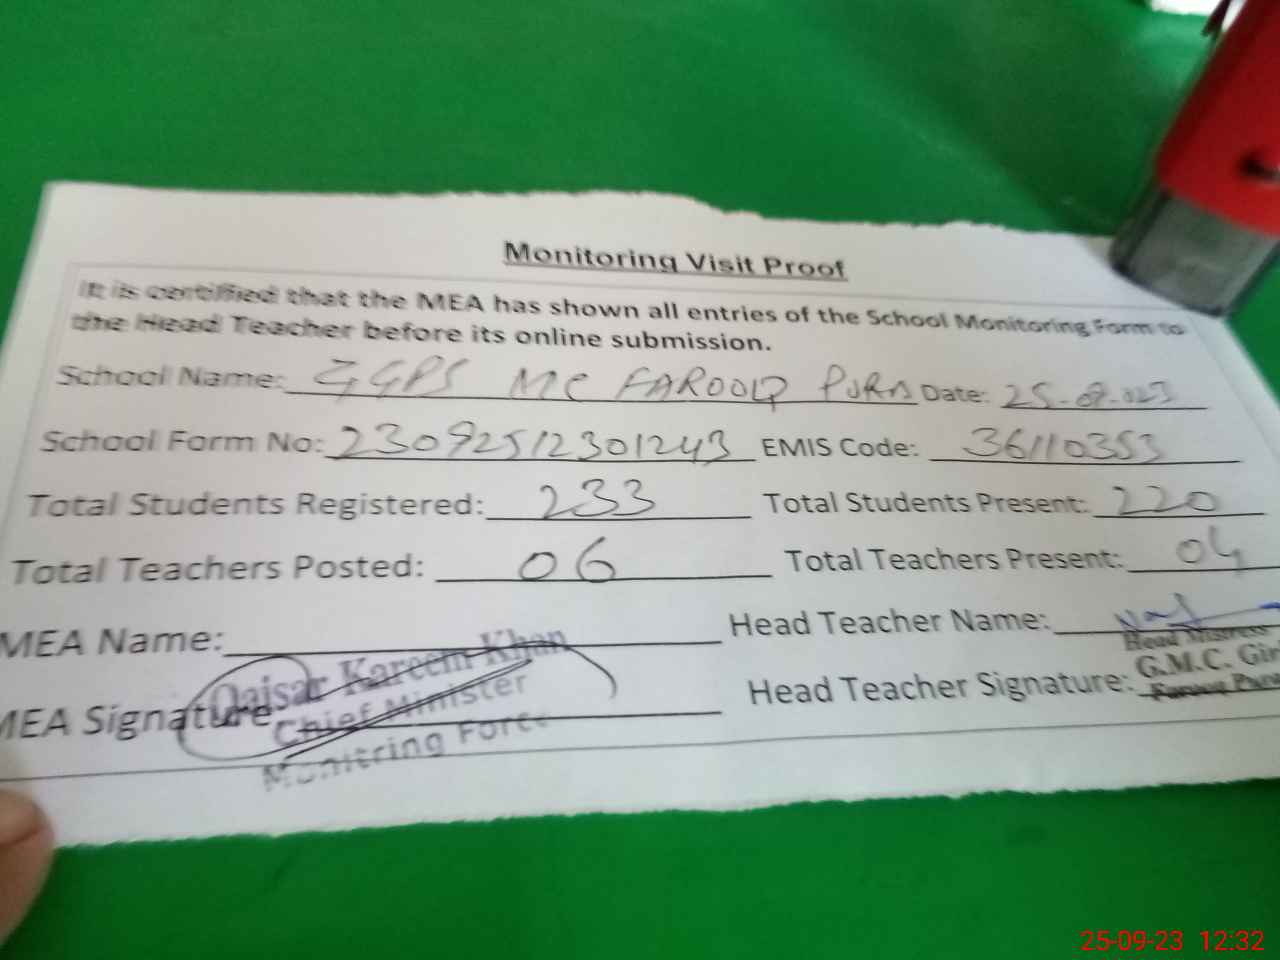 Monitoring Visit Proof
It is certified that the MEA has shown all entries of the School Monitoring Form to
the Head Teacher before its online submission.
School Name: GGPS MC FAROOQ PURA Date: 25-09-023
School Form No: 23092512301243 EMIS Code: 36110353
Total Students Registered: 233 Total Students Present: 220
Total Teachers Posted: 06 Total Teachers Present: 04
MEA Name: Head Teacher Name:
Qaisar Kareem Khan Head Mistress
MEA Signature Head Teacher Signature: G.M.C. Gir
Chief Minister
Monitring Force
25-09-23 12:32